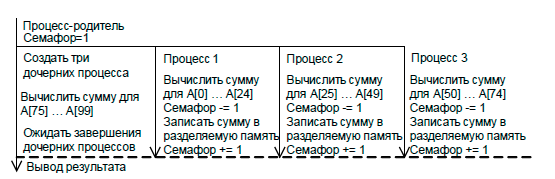 Процесс-родитель
Семафор=1
Создать три
дочерних процесса
Вычислить сумму для
A[75] … A[99]
Ожидать завершения
дочерних процессов
Вывод результата
Процесс 1
Вычислить сумму
для A[0] … A[24]
Семафор -= 1
Записать сумму в
разделяемую память
Семафор += 1
Процесс 2
Вычислить сумму
для A[25] … A[49]
Семафор -= 1
Записать сумму в
разделяемую память
Семафор += 1
Процесс 3
Вычислить сумму
для A[50] … A[74]
Семафор -= 1
Записать сумму в
разделяемую память
Семафор += 1